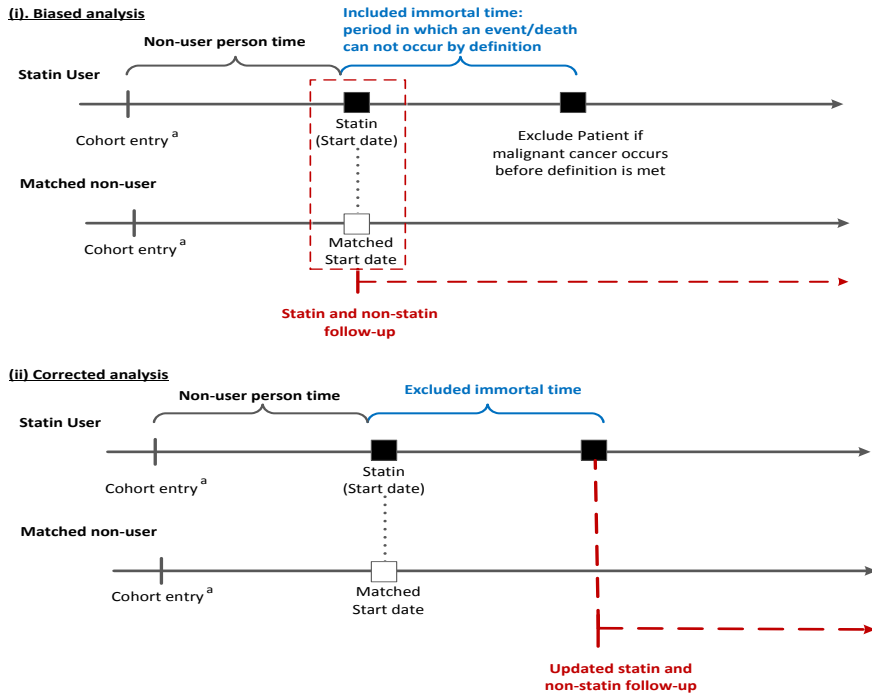 (i). Biased analysis
Included immortal time:
period in which an event/death
can not occur by definition
Non-user person time
Statin User
Cohort entry a
Statin
(Start date)
Exclude Patient if
malignant cancer occurs
before definition is met
Matched non-user
Cohort entry a
Matched
Start date
Statin and non-statin
follow-up
(ii) Corrected analysis
Non-user person time
Excluded immortal time
Statin User
Cohort entry a
Statin
(Start date)
Matched non-user
Cohort entry a
Matched
Start date
Updated statin and
non-statin follow-up